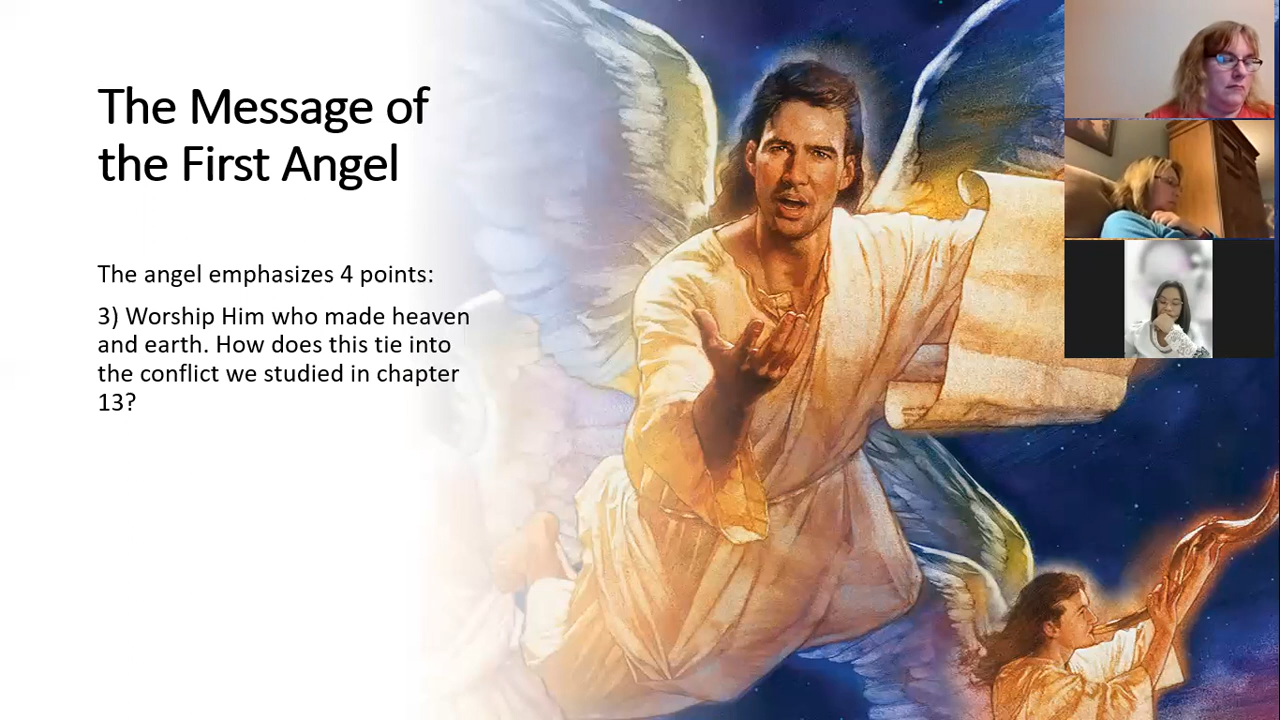 The Message of
the First Angel
The angel emphasizes 4 points:
3) Worship Him who made heaven
and earth. How does this tie into
the conflict we studied in chapter
13?